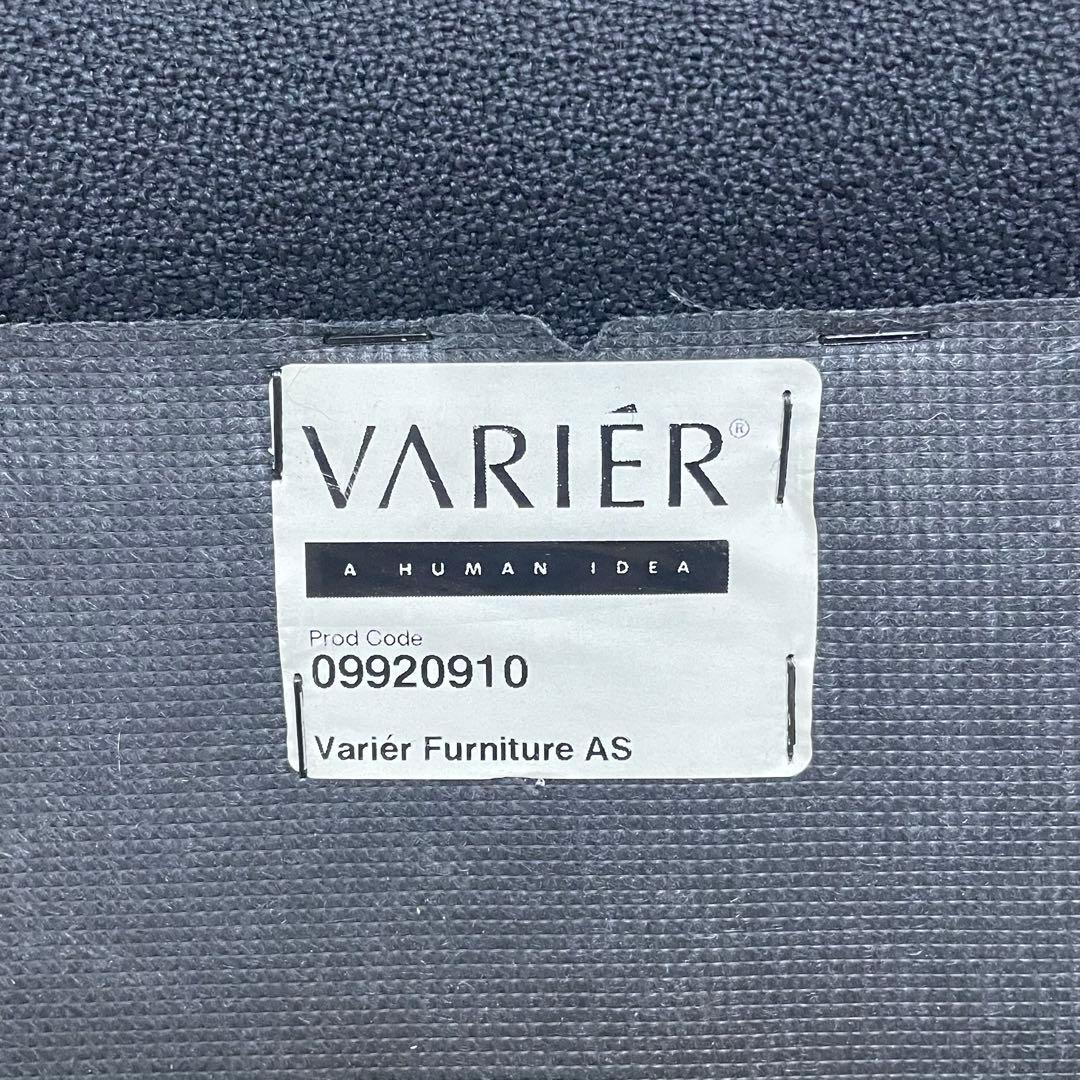 VARIÉR®
A HUMAN IDEA
Prod Code
09920910
Variér Furniture AS